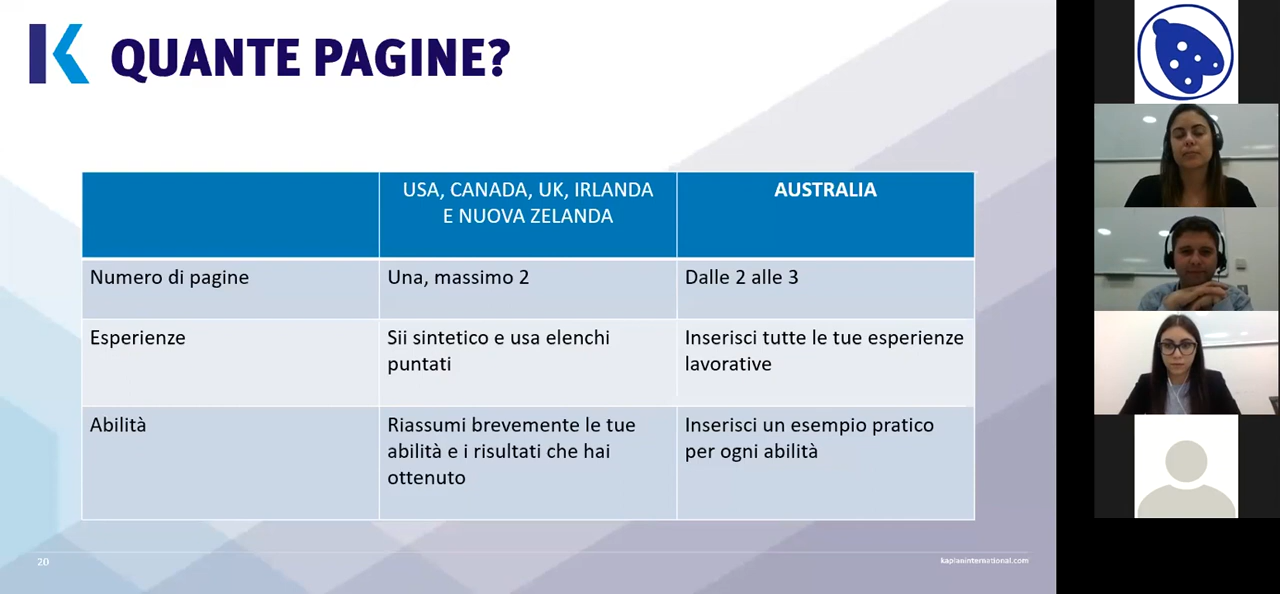 QUANTE PAGINE?
USA, CANADA, UK, IRLANDA
E NUOVA ZELANDA
AUSTRALIA
Numero di pagine
Una, massimo 2
Dalle 2 alle 3
Esperienze
Sii sintetico e usa elenchi
puntati
Inserisci tutte le tue esperienze
lavorative
Abilità
Riassumi brevemente le tue
abilità e i risultati che hai
ottenuto
Inserisci un esempio pratico
per ogni abilità
20
kaplaninternational.com